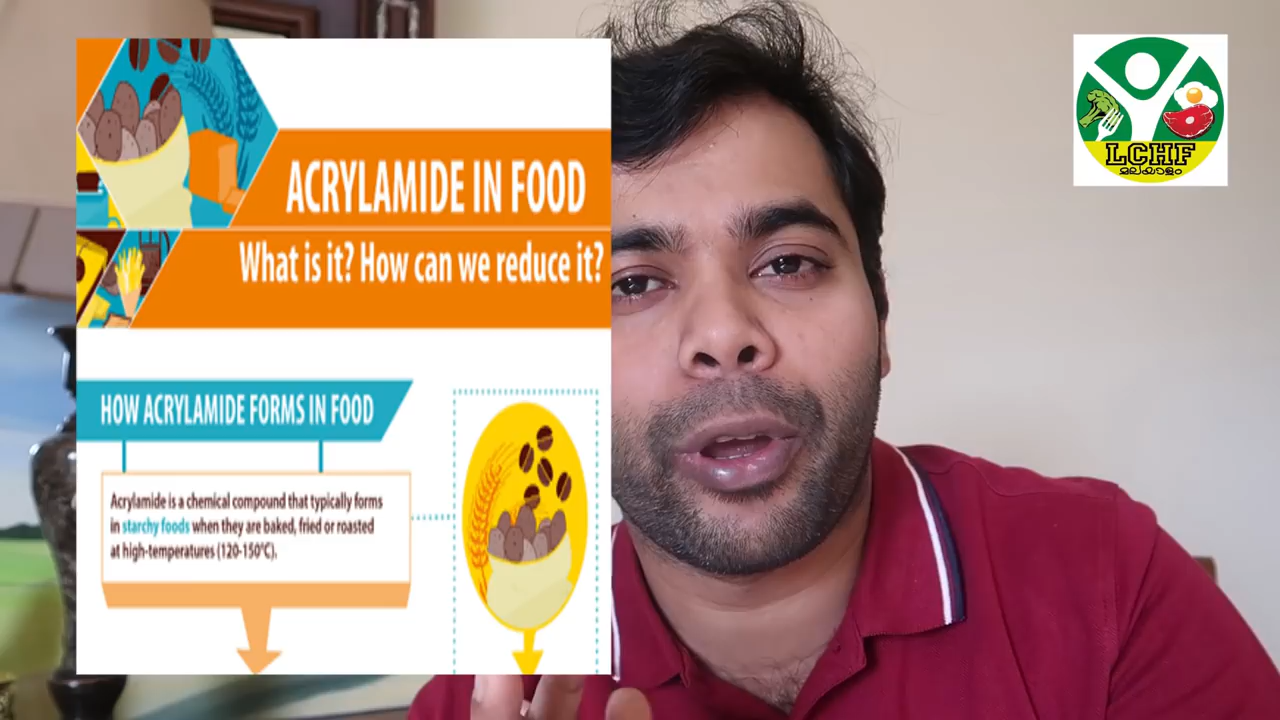 ACRYLAMIDE IN FOOD
What is it? How can we reduce it?
HOW ACRYLAMIDE FORMS IN FOOD
Acrylamide is a chemical compound that typically forms
in starchy foods when they are baked, fried or roasted
at high-temperatures (120-150°C).
LCHF
മലയാളം